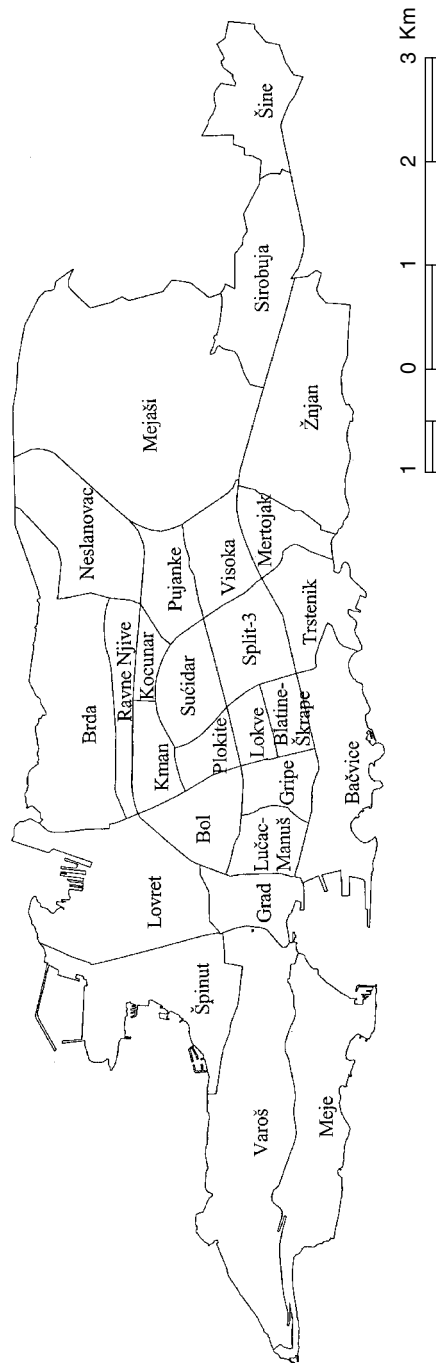 Brda
Neslanovac
Ravne Njive
Lovret
Kman
Kocunar
Mejaši
Pujanke
Špinut
Bol
Sućidar
Plokite
Visoka
Sirobuja
Šine
Varoš
Grad
Lučac-
Manuš
Gripe
Lokve
Split-3
Mertojak
Blatine-
Škrape
Meje
Bačvice
Trstenik
Žnjan
1 0 1 2 3 Km